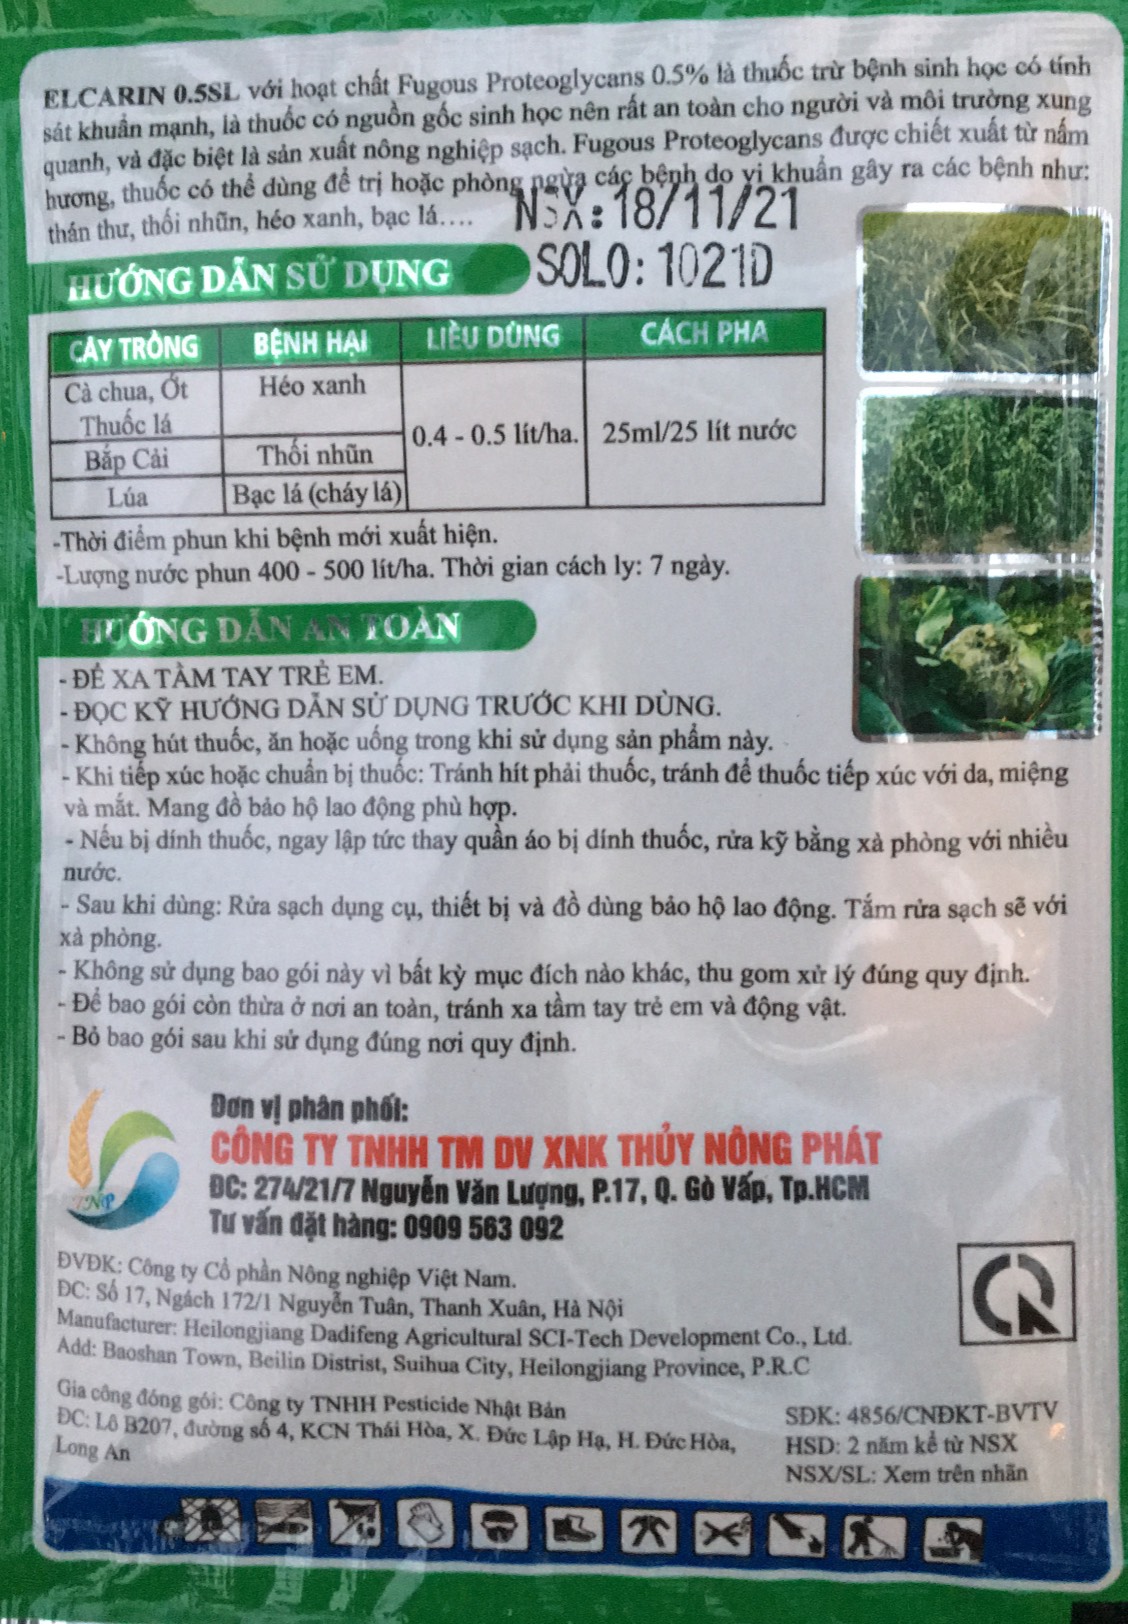 ELCARIN 0.5SL với hoạt chất Fugous Proteoglycans 0.5% là thuốc trừ bệnh sinh học có tính
sát khuẩn mạnh, là thuốc có nguồn gốc sinh học nên rất an toàn cho người và môi trường xung
quanh, và đặc biệt là sản xuất nông nghiệp sạch. Fugous Proteoglycans được chiết xuất từ nấm
hương, thuốc có thể dùng để trị hoặc phòng ngừa các bệnh do vi khuẩn gây ra các bệnh như:
thán thư, thối nhũn, héo xanh, bạc lá....
NSX: 18/11/21
SOLO: 1021D
HƯỚNG DẪN SỬ DỤNG
CÂY TRỒNG BỆNH HẠI LIỀU DÙNG CÁCH PHA
Cà chua, Ớt Héo xanh
Thuốc lá
0.4 - 0.5 lít/ha. 25ml/25 lít nước
Bắp Cải Thối nhũn
Lúa Bạc lá (cháy lá)
-Thời điểm phun khi bệnh mới xuất hiện.
-Lượng nước phun 400 - 500 lít/ha. Thời gian cách ly: 7 ngày.
HƯỚNG DẪN AN TOÀN
- ĐỂ XA TẦM TAY TRẺ EM.
- ĐỌC KỸ HƯỚNG DẪN SỬ DỤNG TRƯỚC KHI DÙNG.
- Không hút thuốc, ăn hoặc uống trong khi sử dụng sản phẩm này.
- Khi tiếp xúc hoặc chuẩn bị thuốc: Tránh hít phải thuốc, tránh để thuốc tiếp xúc với da, miệng
và mắt. Mang đồ bảo hộ lao động phù hợp.
- Nếu bị dính thuốc, ngay lập tức thay quần áo bị dính thuốc, rửa kỹ bằng xà phòng với nhiều
nước.
- Sau khi dùng: Rửa sạch dụng cụ, thiết bị và đồ dùng bảo hộ lao động. Tắm rửa sạch sẽ với
xà phòng.
- Không sử dụng bao gói này vì bất kỳ mục đích nào khác, thu gom xử lý đúng quy định.
- Để bao gói còn thừa ở nơi an toàn, tránh xa tầm tay trẻ em và động vật.
- Bỏ bao gói sau khi sử dụng đúng nơi quy định.
TNP
Đơn vị phân phối:
CÔNG TY TNHH TM DV XNK THỦY NÔNG PHÁT
ĐC: 274/21/7 Nguyễn Văn Lượng, P.17, Q. Gò Vấp, Tp.HCM
Tư vấn đặt hàng: 0909 563 092
ĐVĐK: Công ty Cổ phần Nông nghiệp Việt Nam.
ĐC: Số 17, Ngách 172/1 Nguyễn Tuân, Thanh Xuân, Hà Nội
Manufacturer: Heilongjiang Dadifeng Agricultural SCI-Tech Development Co., Ltd.
Add: Baoshan Town, Beilin Distrist, Suihua City, Heilongjiang Province, P.R.C
Gia công đóng gói: Công ty TNHH Pesticide Nhật Bản
ĐC: Lô B207, đường số 4, KCN Thái Hòa, X. Đức Lập Hạ, H. Đức Hòa,
Long An
SĐK: 4856/CNĐKT-BVTV
HSD: 2 năm kể từ NSX
NSX/SL: Xem trên nhãn